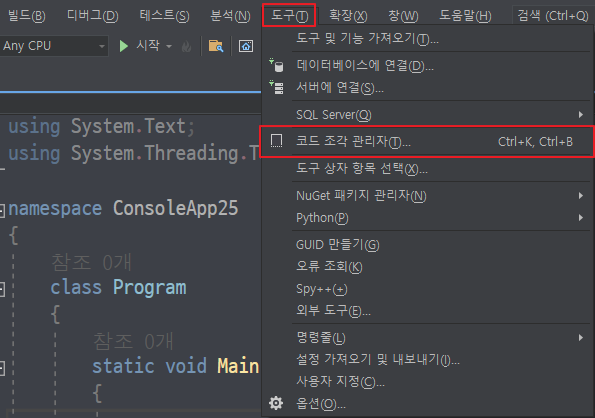 빌드(B) 디버그(D) 테스트(S) 분석(N) 도구(T) 확장(X) 창(W) 도움말(H) 검색 (Ctrl+Q)
Any CPU 시작
도구 및 기능 가져오기(T)...
데이터베이스에 연결(D)...
서버에 연결(S)...
SQL Server(Q)
코드 조각 관리자(T)... Ctrl+K, Ctrl+B
도구 상자 항목 선택(X)...
NuGet 패키지 관리자(N)
Python(P)
GUID 만들기(G)
오류 조회(K)
Spy++(+)
외부 도구(E)...
명령줄(L)
설정 가져오기 및 내보내기(I)...
사용자 지정(C)...
옵션(O)...
using System.Text;
using System.Threading.T
namespace ConsoleApp25
{
참조 0개
class Program
{
참조 0개
static void Main
{